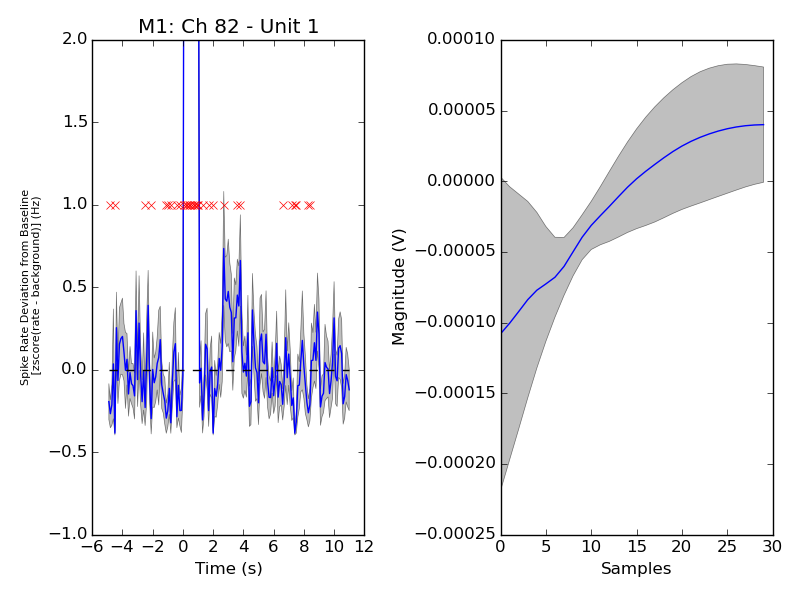 M1: Ch 82 - Unit 1
2.0
1.5
1.0
0.5
0.0
−0.5
−1.0
−6 −4 −2 0 2 4 6 8 10 12
Time (s)
Spike Rate Deviation from Baseline
[zscore(rate - background)] (Hz)
0.00010
0.00005
0.00000
−0.00005
−0.00010
−0.00015
−0.00020
−0.00025
0 5 10 15 20 25 30
Samples
Magnitude (V)